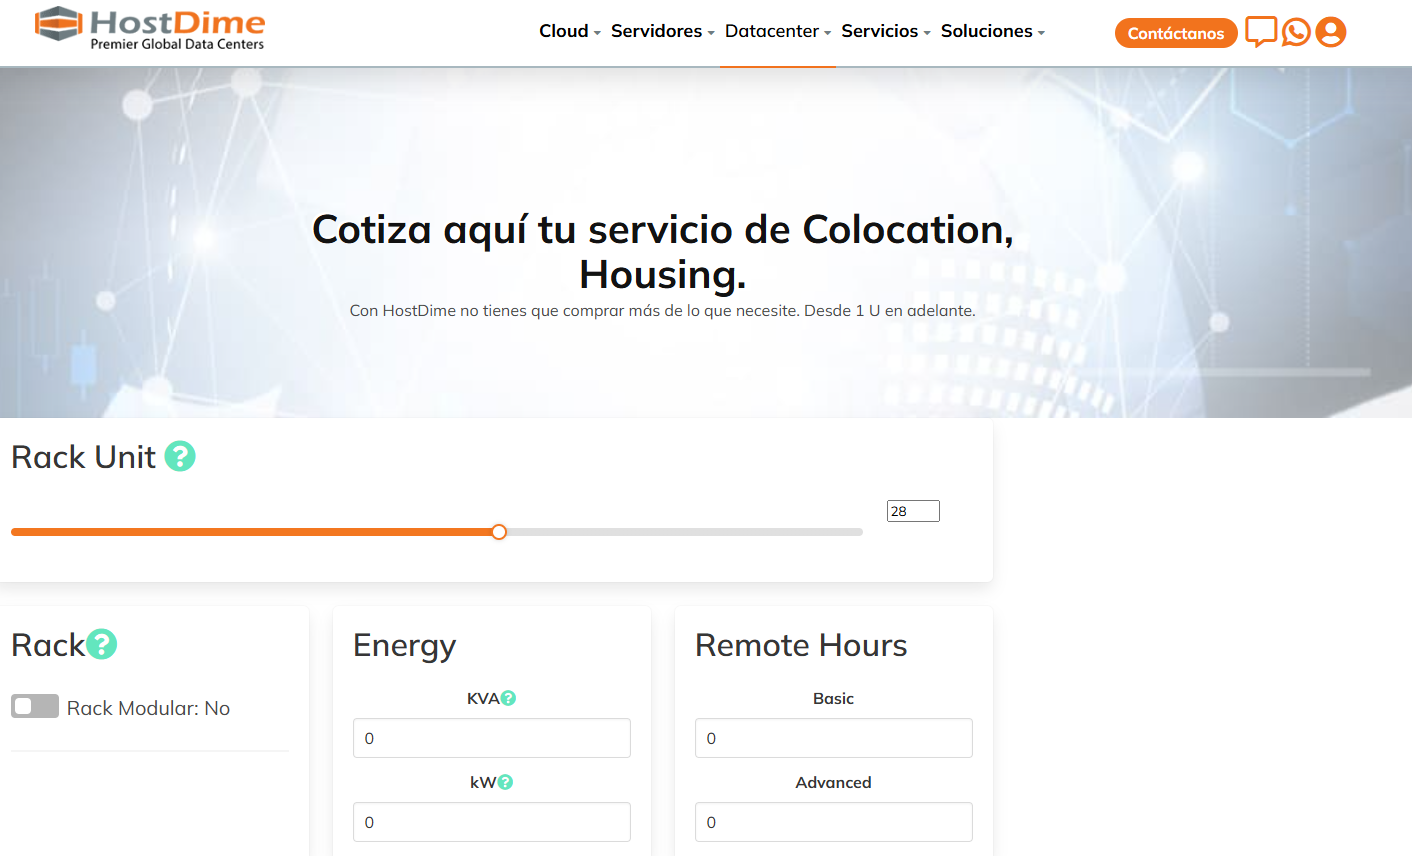 HostDime
Premier Global Data Centers
Cloud Servidores Datacenter Servicios Soluciones
Contáctanos
Cotiza aquí tu servicio de Colocation,
Housing.
Con HostDime no tienes que comprar más de lo que necesite. Desde 1 U en adelante.
Rack Unit ?
28
Rack?
Rack Modular: No
Energy
KVA?
0
kW?
0
Remote Hours
Basic
0
Advanced
0